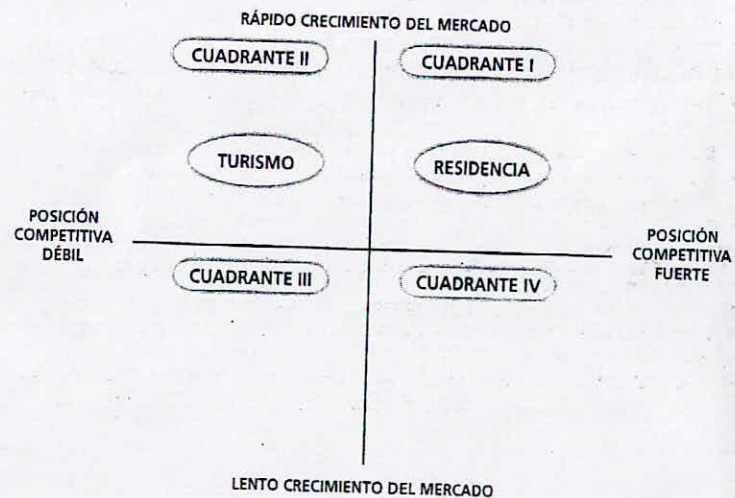 RÁPIDO CRECIMIENTO DEL MERCADO
CUADRANTE II
CUADRANTE I
TURISMO
RESIDENCIA
POSICIÓN
COMPETITIVA
DÉBIL
POSICIÓN
COMPETITIVA
FUERTE
CUADRANTE III
CUADRANTE IV
LENTO CRECIMIENTO DEL MERCADO